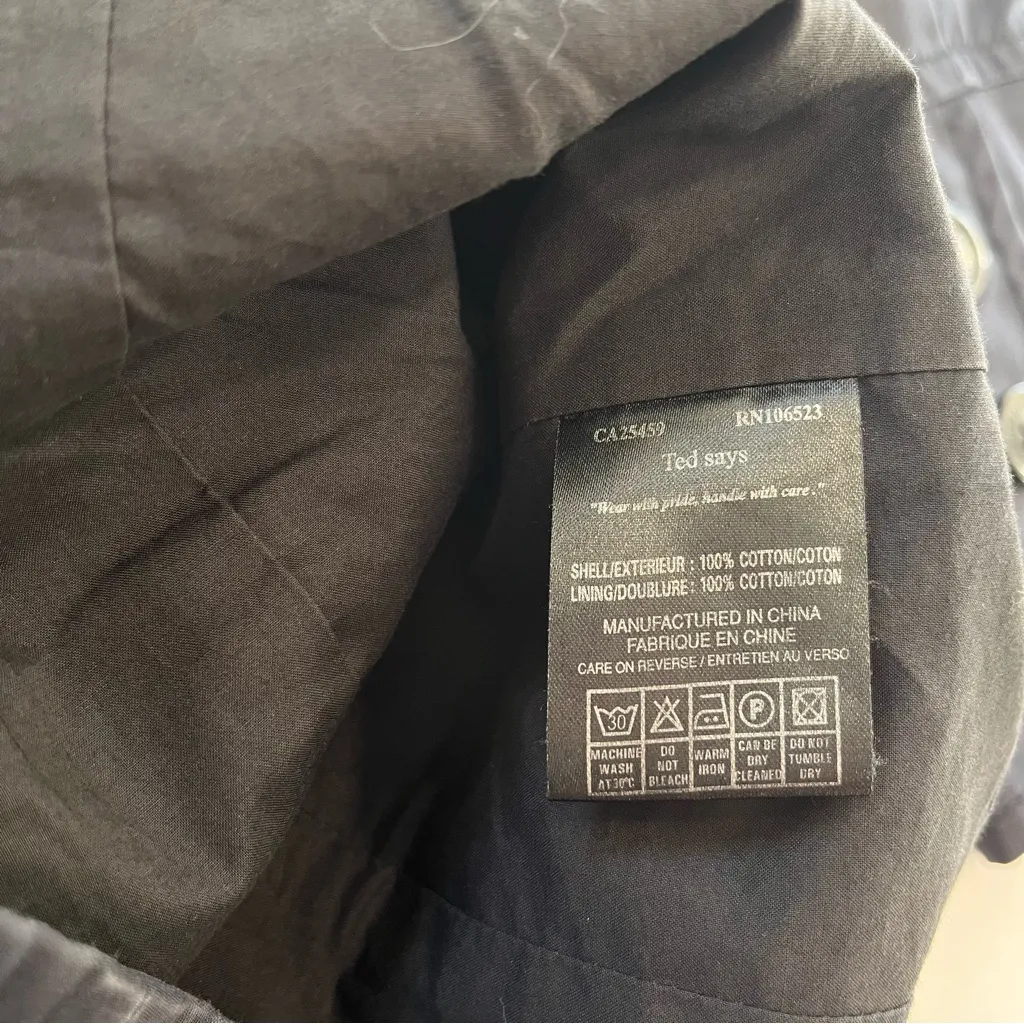 CA25459 RN106523
Ted says
"Wear with pride, handle with care."
SHELL/EXTERIEUR : 100% COTTON/COTON
LINING/DOUBLURE : 100% COTTON/COTON
MANUFACTURED IN CHINA
FABRIQUE EN CHINE
CARE ON REVERSE / ENTRETIEN AU VERSO
30 P
MACHINE WASH AT 30°C
DO NOT BLEACH
WARM IRON
CAN BE DRY CLEANED
DO NOT TUMBLE DRY